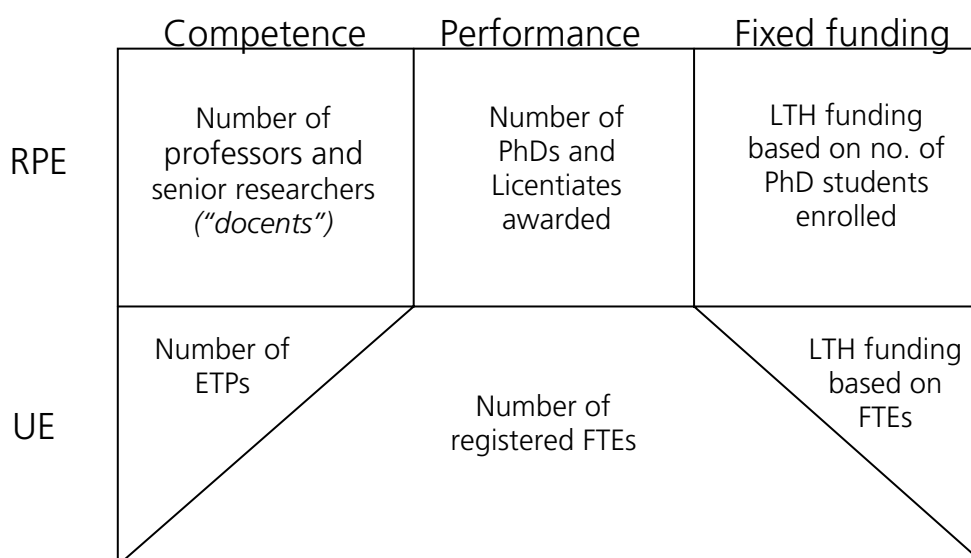 Competence
Performance
Fixed funding
RPE
Number of
professors and
senior researchers
(“docents”)
Number of
PhDs and
Licentiates
awarded
LTH funding
based on no. of
PhD students
enrolled
UE
Number of
ETPs
Number of
registered FTEs
LTH funding
based on
FTEs